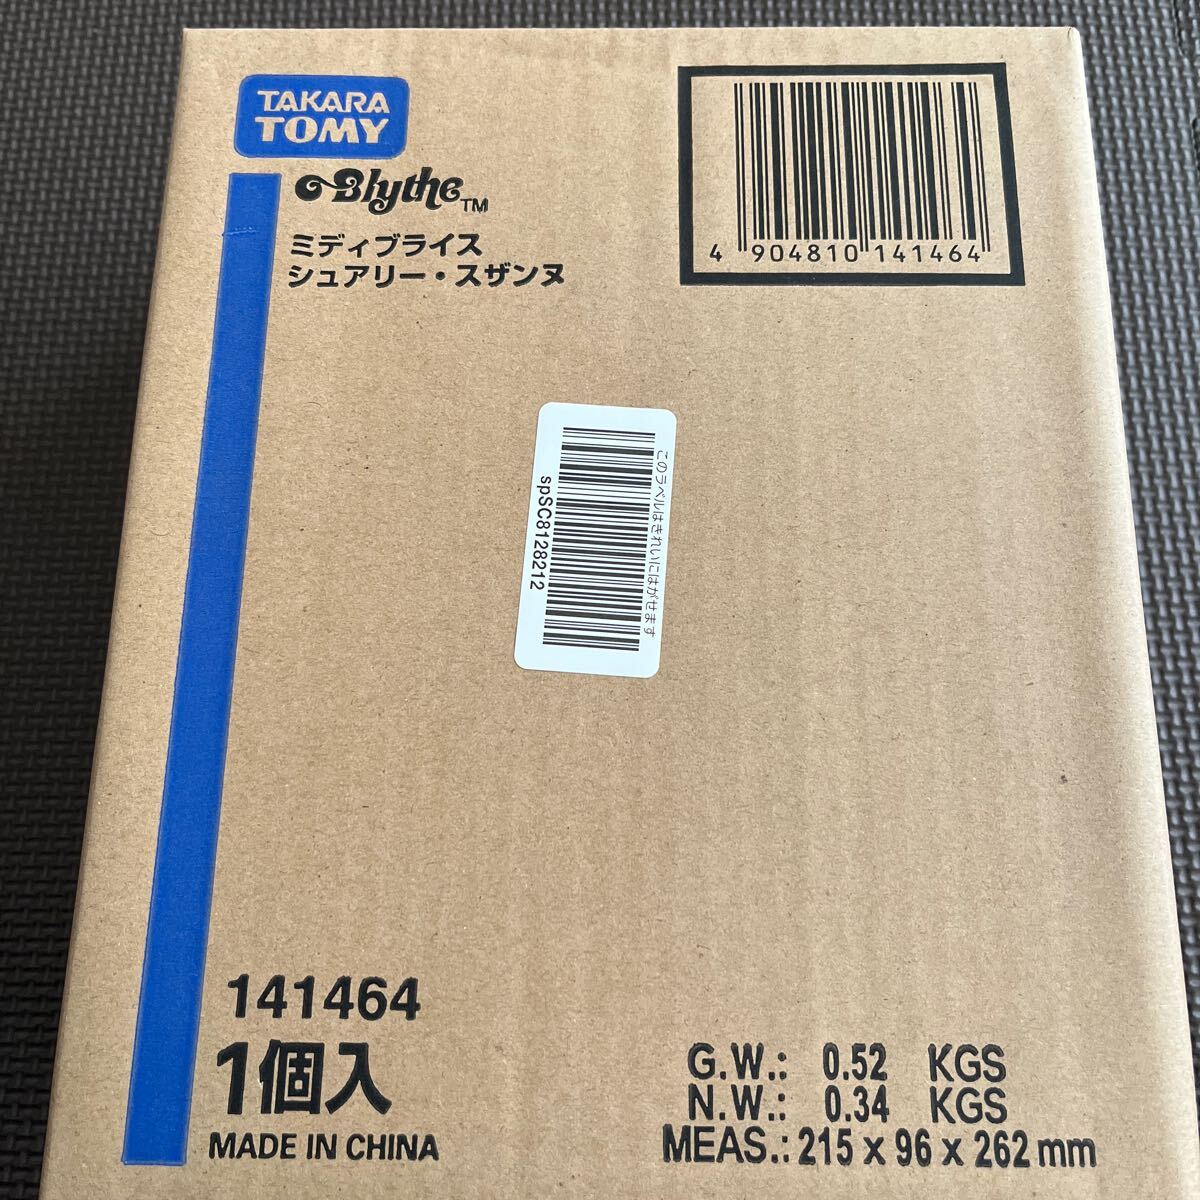 TAKARA
TOMY
Blythe™
ミディブライス
シュアリー・スザンヌ
4 904810 141464
このラベルはきれいにはがせます
spSC8128212
141464
1個入
MADE IN CHINA
G.W.: 0.52 KGS
N.W.: 0.34 KGS
MEAS.: 215 x 96 x 262 mm